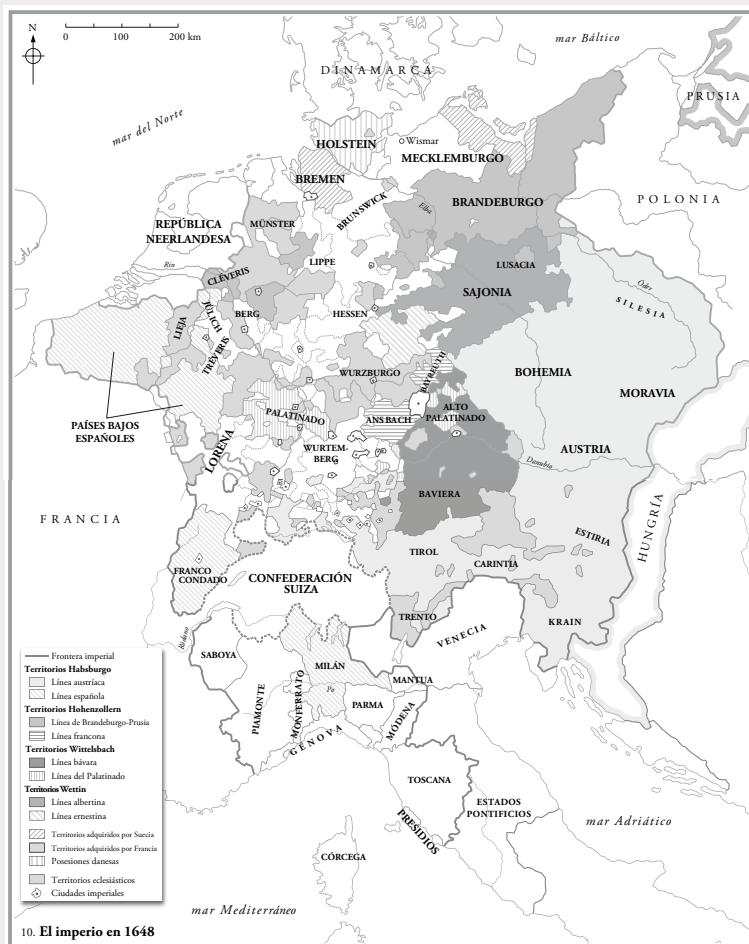 N
0 100 200 km
mar Báltico
DINAMARCA
PRUSIA
mar del Norte
HOLSTEIN
Wismar
MECKLEMBURGO
BREMEN
POLONIA
BRUNSWICK
Elba
BRANDEBURGO
REPÚBLICA
NEERLANDESA
MÜNSTER
LIPPE
LUSACIA
Rin
CLÉVERIS
Óder
SILESIA
SAJONIA
LIEJA
JÜLICH
BERG
HESSEN
TRÉVERIS
WURZBURGO
BAYREUTH
BOHEMIA
MORAVIA
PALATINADO
ANSBACH
ALTO
PALATINADO
PAÍSES BAJOS
ESPAÑOLES
LORENA
WURTEM-
BERG
AUSTRIA
Danubio
BAVIERA
FRANCIA
HUNGRÍA
ESTIRIA
TIROL
CARINTIA
FRANCO
CONDADO
CONFEDERACIÓN
SUIZA
TRENTO
KRAIN
VENECIA
Ródano
SABOYA
MILÁN
MANTUA
Po
PIAMONTE
MONFERRATO
PARMA
MÓDENA
GÉNOVA
TOSCANA
ESTADOS
PONTIFICIOS
PRESIDIOS
mar Adriático
CÓRCEGA
mar Mediterráneo
Frontera imperial
Territorios Habsburgo
Línea austríaca
Línea española
Territorios Hohenzollern
Línea de Brandeburgo-Prusia
Línea francona
Territorios Wittelsbach
Línea bávara
Línea del Palatinado
Territorios Wettin
Línea albertina
Línea ernestina
Territorios adquiridos por Suecia
Territorios adquiridos por Francia
Posesiones danesas
Territorios eclesiásticos
Ciudades imperiales
10. El imperio en 1648